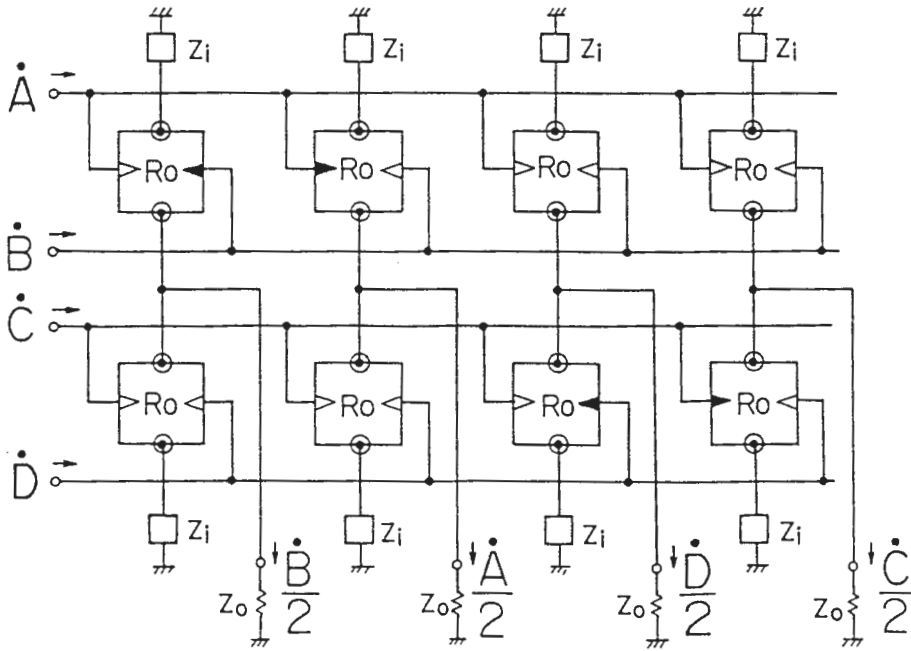 Zi Zi Zi Zi
Ȧ
Ro Ro Ro Ro
Ḃ
Ċ
Ro Ro Ro Ro
Ḋ
Zi Zi Zi Zi
Zo Ḃ/2 Zo Ȧ/2 Zo Ḋ/2 Zo Ċ/2